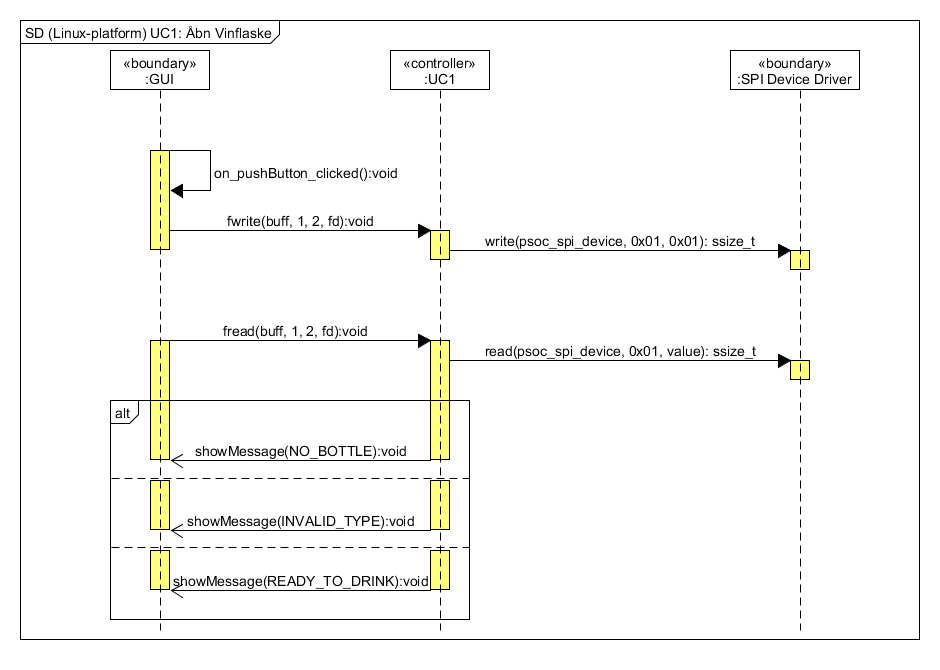 SD (Linux-platform) UC1: Åbn Vinflaske
«boundary»
:GUI
«controller»
:UC1
«boundary»
:SPI Device Driver
on_pushButton_clicked():void
fwrite(buff, 1, 2, fd):void
write(psoc_spi_device, 0x01, 0x01): ssize_t
fread(buff, 1, 2, fd):void
read(psoc_spi_device, 0x01, value): ssize_t
alt
showMessage(NO_BOTTLE):void
showMessage(INVALID_TYPE):void
showMessage(READY_TO_DRINK):void